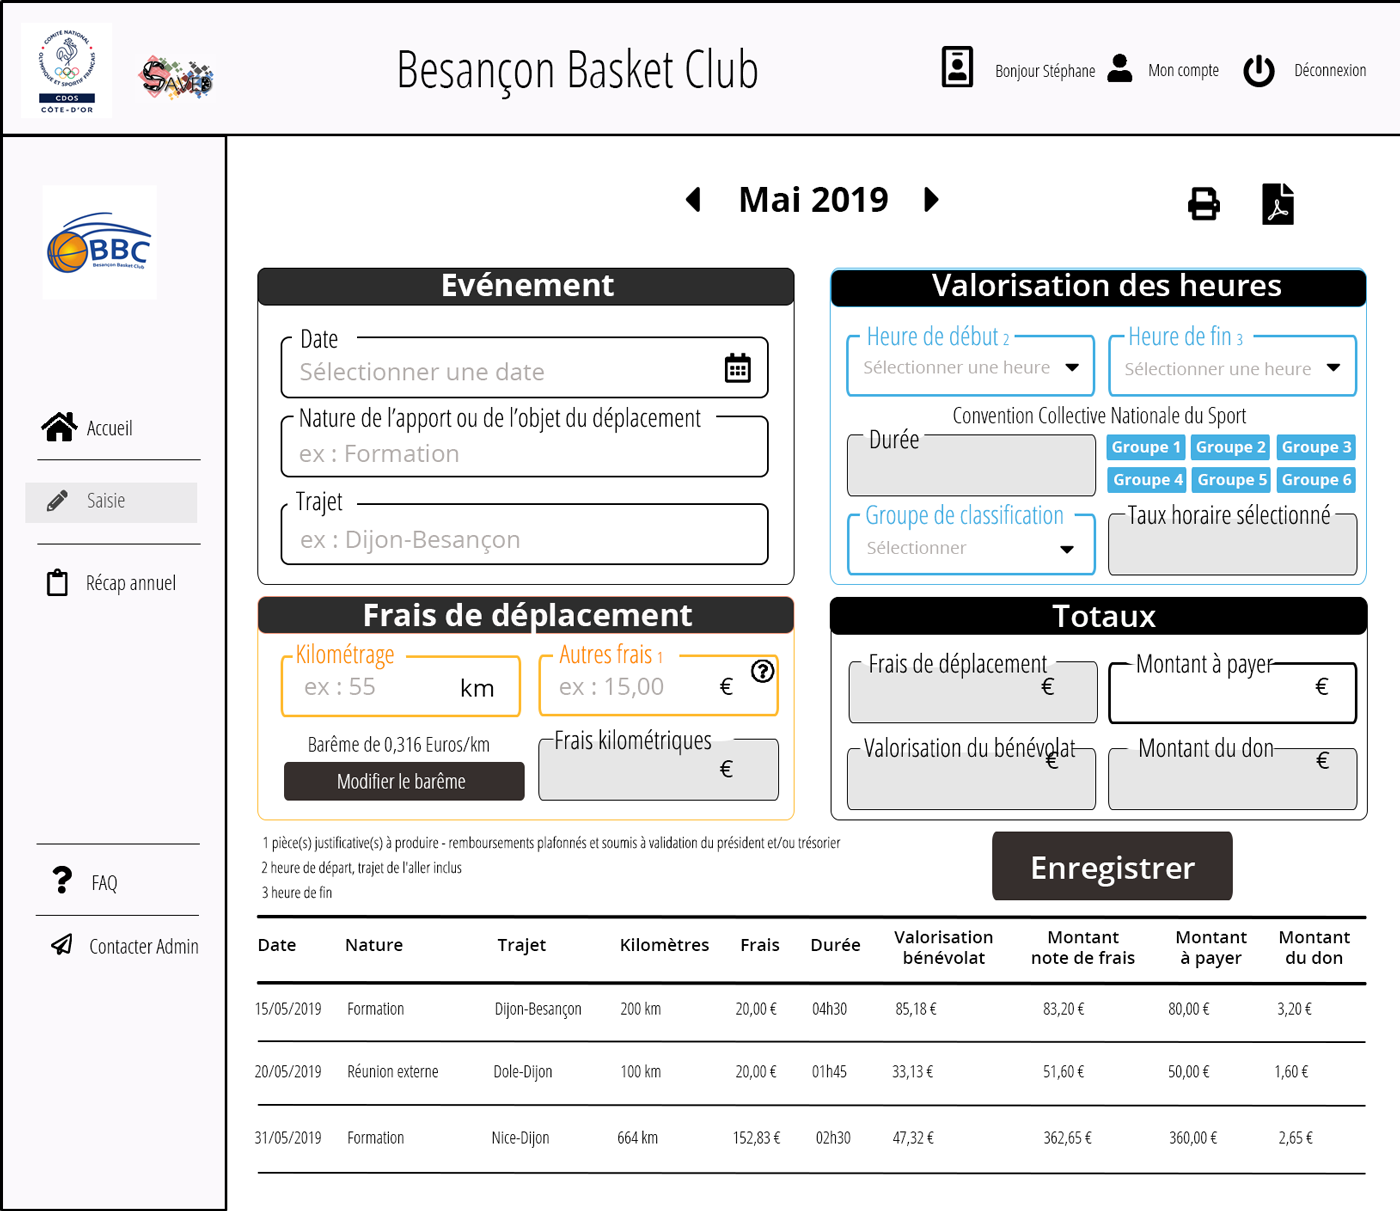 COMITÉ NATIONAL OLYMPIQUE ET SPORTIF FRANÇAIS
CDOS
CÔTE-D'OR
Besançon Basket Club
Bonjour Stéphane
Mon compte
Déconnexion
BBC
Besançon Basket Club
Accueil
Saisie
Récap annuel
FAQ
Contacter Admin
Mai 2019
Evénement
Date
Sélectionner une date
Nature de l'apport ou de l'objet du déplacement
ex : Formation
Trajet
ex : Dijon-Besançon
Valorisation des heures
Heure de début 2
Heure de fin 3
Sélectionner une heure
Sélectionner une heure
Convention Collective Nationale du Sport
Durée
Groupe 1 Groupe 2 Groupe 3
Groupe 4 Groupe 5 Groupe 6
Groupe de classification
Sélectionner
Taux horaire sélectionné
Frais de déplacement
Kilométrage
ex : 55 km
Autres frais 1
ex : 15,00 €
Barême de 0,316 Euros/km
Modifier le barême
Frais kilométriques
€
Totaux
Frais de déplacement
€
Montant à payer
€
Valorisation du bénévolat
€
Montant du don
€
1 pièce(s) justificative(s) à produire - remboursements plafonnés et soumis à validation du président et/ou trésorier
2 heure de départ, trajet de l'aller inclus
3 heure de fin
Enregistrer
Date Nature Trajet Kilomètres Frais Durée Valorisation bénévolat Montant note de frais Montant à payer Montant du don
15/05/2019 Formation Dijon-Besançon 200 km 20,00 € 04h30 85,18 € 83,20 € 80,00 € 3,20 €
20/05/2019 Réunion externe Dole-Dijon 100 km 20,00 € 01h45 33,13 € 51,60 € 50,00 € 1,60 €
31/05/2019 Formation Nice-Dijon 664 km 152,83 € 02h30 47,32 € 362,65 € 360,00 € 2,65 €